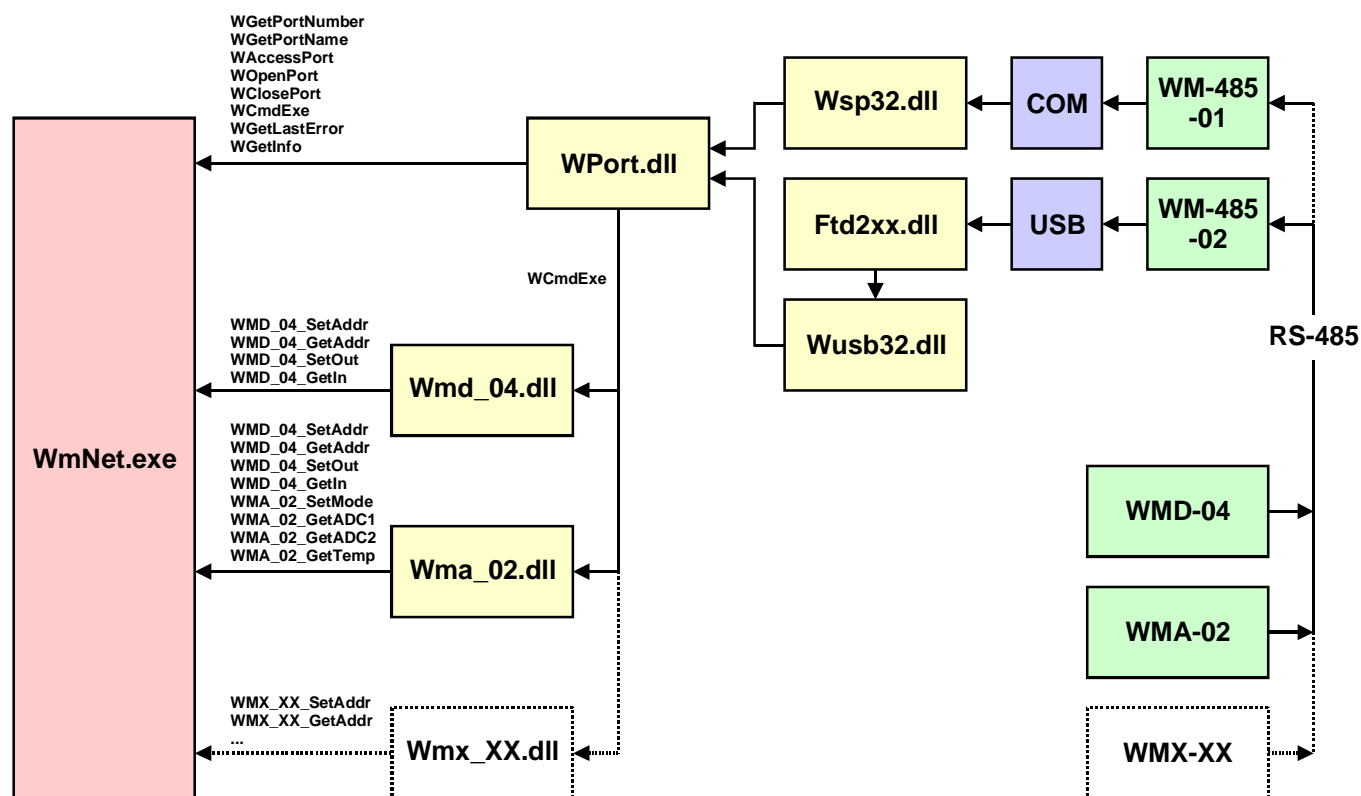 WGetPortNumber
WGetPortName
WAccessPort
WOpenPort
WClosePort
WCmdExe
WGetLastError
WGetInfo
WPort.dll
Wsp32.dll
COM
WM-485
-01
Ftd2xx.dll
USB
WM-485
-02
WCmdExe
Wusb32.dll
RS-485
WMD_04_SetAddr
WMD_04_GetAddr
WMD_04_SetOut
WMD_04_GetIn
Wmd_04.dll
WmNet.exe
WMD_04_SetAddr
WMD_04_GetAddr
WMD_04_SetOut
WMD_04_GetIn
WMA_02_SetMode
WMA_02_GetADC1
WMA_02_GetADC2
WMA_02_GetTemp
Wma_02.dll
WMD-04
WMA-02
WMX_XX_SetAddr
WMX_XX_GetAddr
...
Wmx_XX.dll
WMX-XX